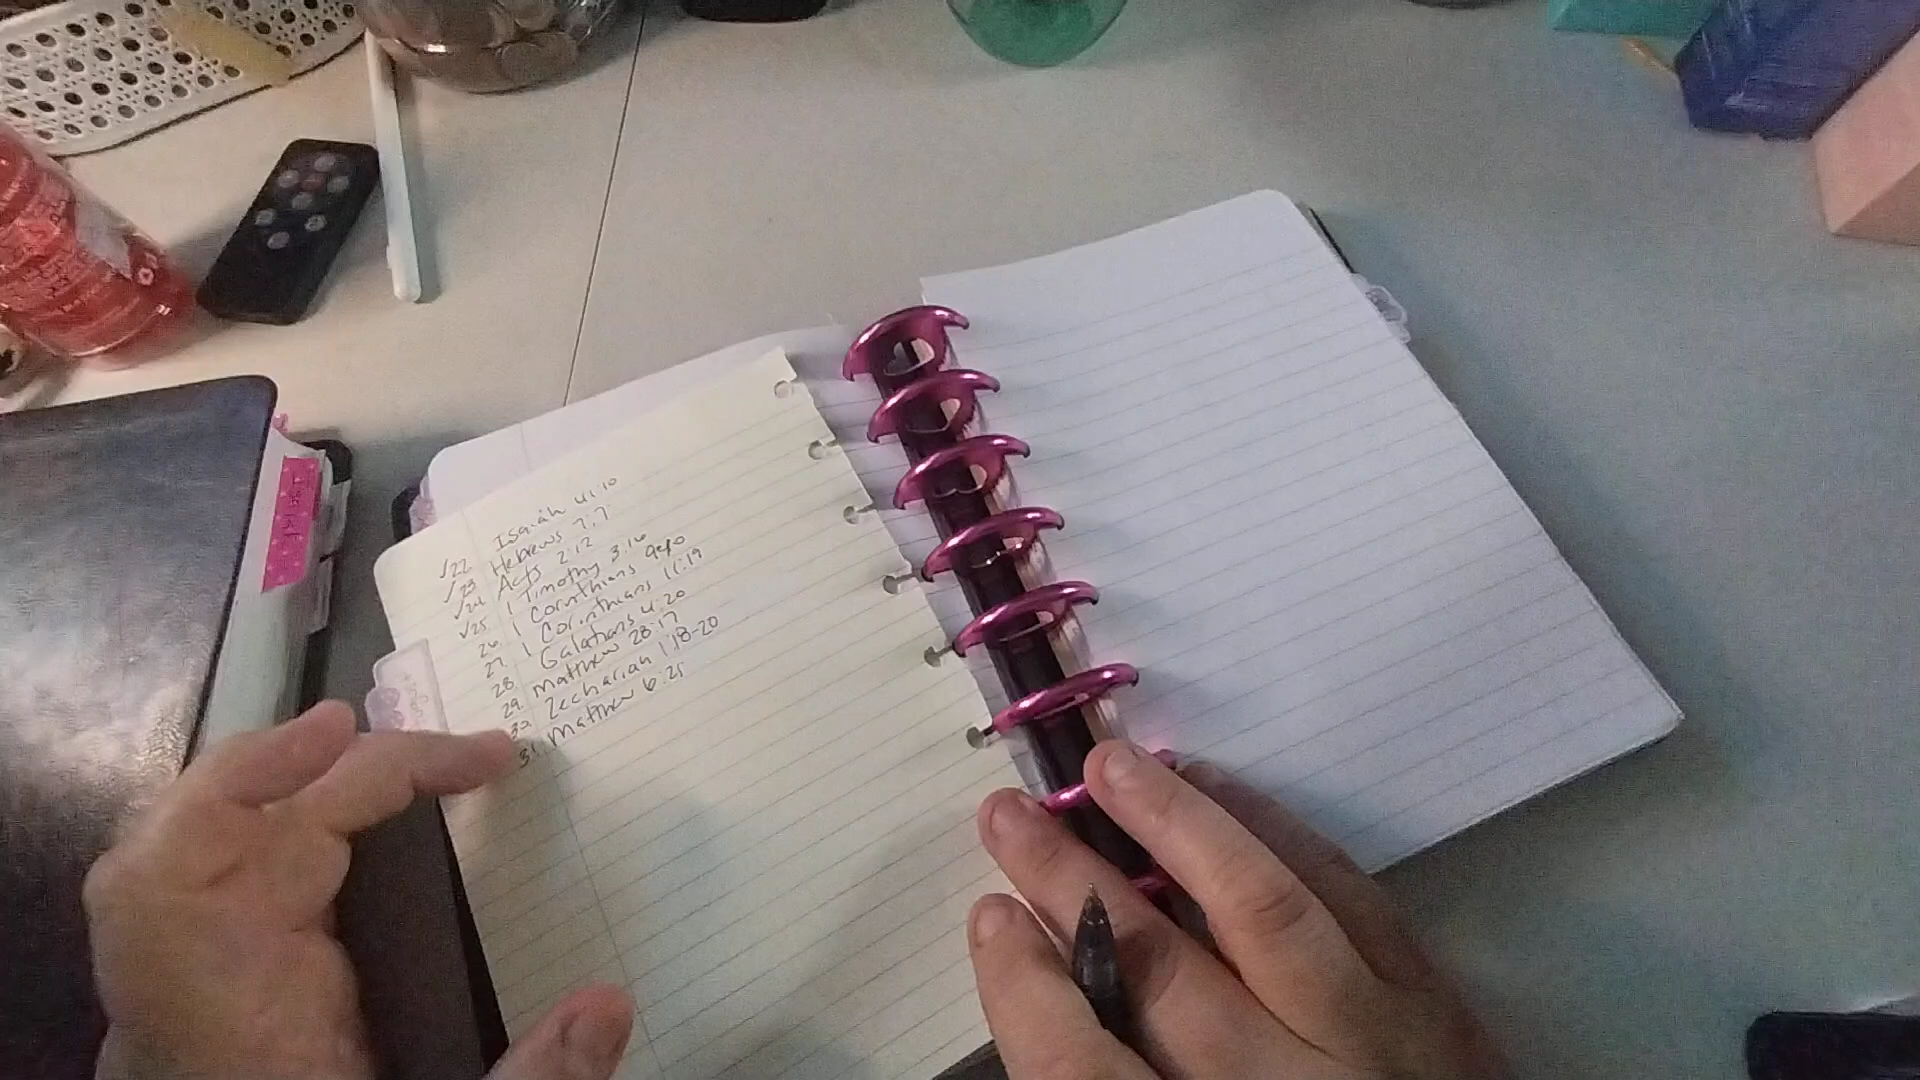 √22. Isaiah 41:10
√23. Hebrews 7:7
√24. Acts 2:12
√25. 1 Timothy 3:16
26. 1 Corinthians
27. 1 Corinthians 11:19
28. Galatians 4:20
29. Matthew 28:17
30. Zechariah 1:18-20
31. Matthew 6:25